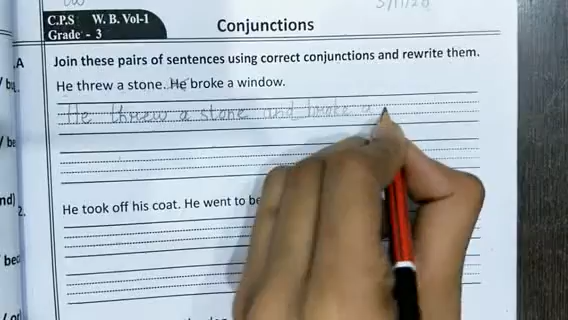 C.P.S W. B. Vol-1
Grade - 3
Conjunctions
A Join these pairs of sentences using correct conjunctions and rewrite them.
He threw a stone. He broke a window.
He threw a stone and broke a
2. He took off his coat. He went to be